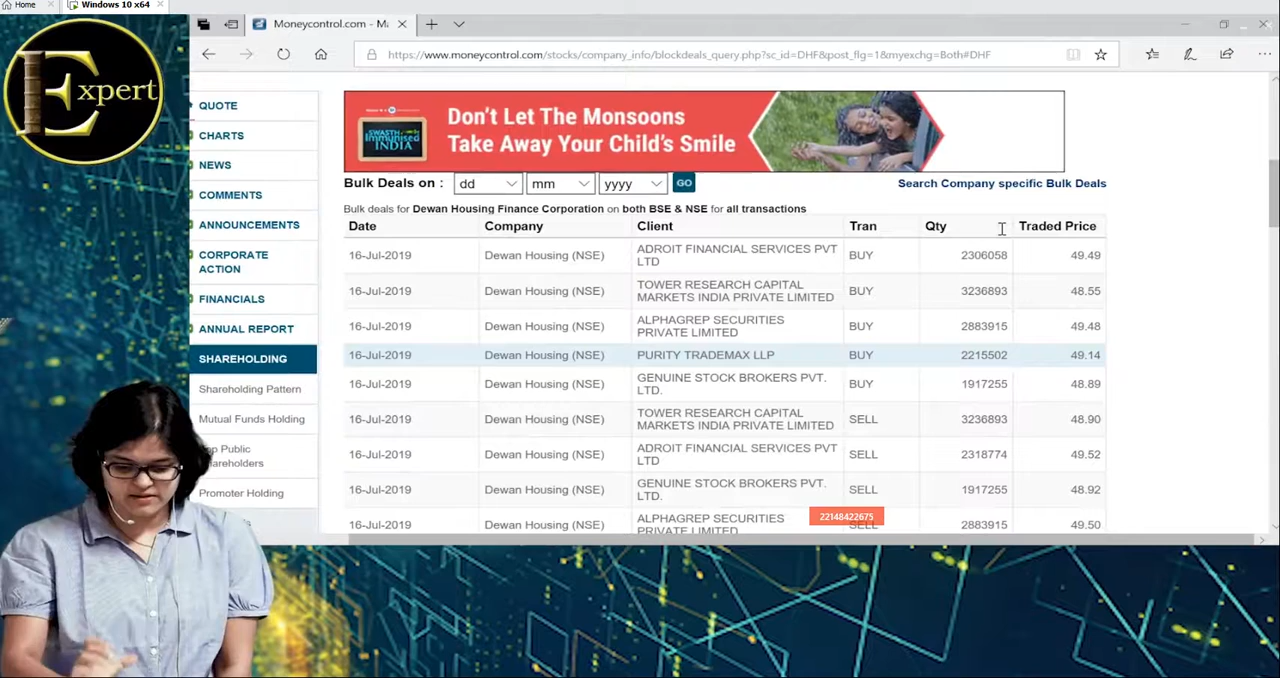 Home
Windows 10 x64
Expert
Moneycontrol.com - M
https://www.moneycontrol.com/stocks/company_info/blockdeals_query.php?sc_id=DHF&post_flg=1&myexchg=Both#DHF
QUOTE
CHARTS
NEWS
COMMENTS
ANNOUNCEMENTS
CORPORATE
ACTION
FINANCIALS
ANNUAL REPORT
SHAREHOLDING
Shareholding Pattern
Mutual Funds Holding
op Public
areholders
Promoter Holding
SWASTH
IMMUNISED
INDIA
Don't Let The Monsoons
Take Away Your Child's Smile
Bulk Deals on : dd mm yyyy GO Search Company specific Bulk Deals
Bulk deals for Dewan Housing Finance Corporation on both BSE & NSE for all transactions
Date Company Client Tran Qty Traded Price
16-Jul-2019 Dewan Housing (NSE) ADROIT FINANCIAL SERVICES PVT BUY 2306058 49.49
LTD
16-Jul-2019 Dewan Housing (NSE) TOWER RESEARCH CAPITAL BUY 3236893 48.55
MARKETS INDIA PRIVATE LIMITED
16-Jul-2019 Dewan Housing (NSE) ALPHAGREP SECURITIES BUY 2883915 49.48
PRIVATE LIMITED
16-Jul-2019 Dewan Housing (NSE) PURITY TRADEMAX LLP BUY 2215502 49.14
16-Jul-2019 Dewan Housing (NSE) GENUINE STOCK BROKERS PVT. BUY 1917255 48.89
LTD.
16-Jul-2019 Dewan Housing (NSE) TOWER RESEARCH CAPITAL SELL 3236893 48.90
MARKETS INDIA PRIVATE LIMITED
16-Jul-2019 Dewan Housing (NSE) ADROIT FINANCIAL SERVICES PVT SELL 2318774 49.52
LTD
16-Jul-2019 Dewan Housing (NSE) GENUINE STOCK BROKERS PVT. SELL 1917255 48.92
LTD.
22148422675
16-Jul-2019 Dewan Housing (NSE) ALPHAGREP SECURITIES SELL 2883915 49.50
PRIVATE LIMITED